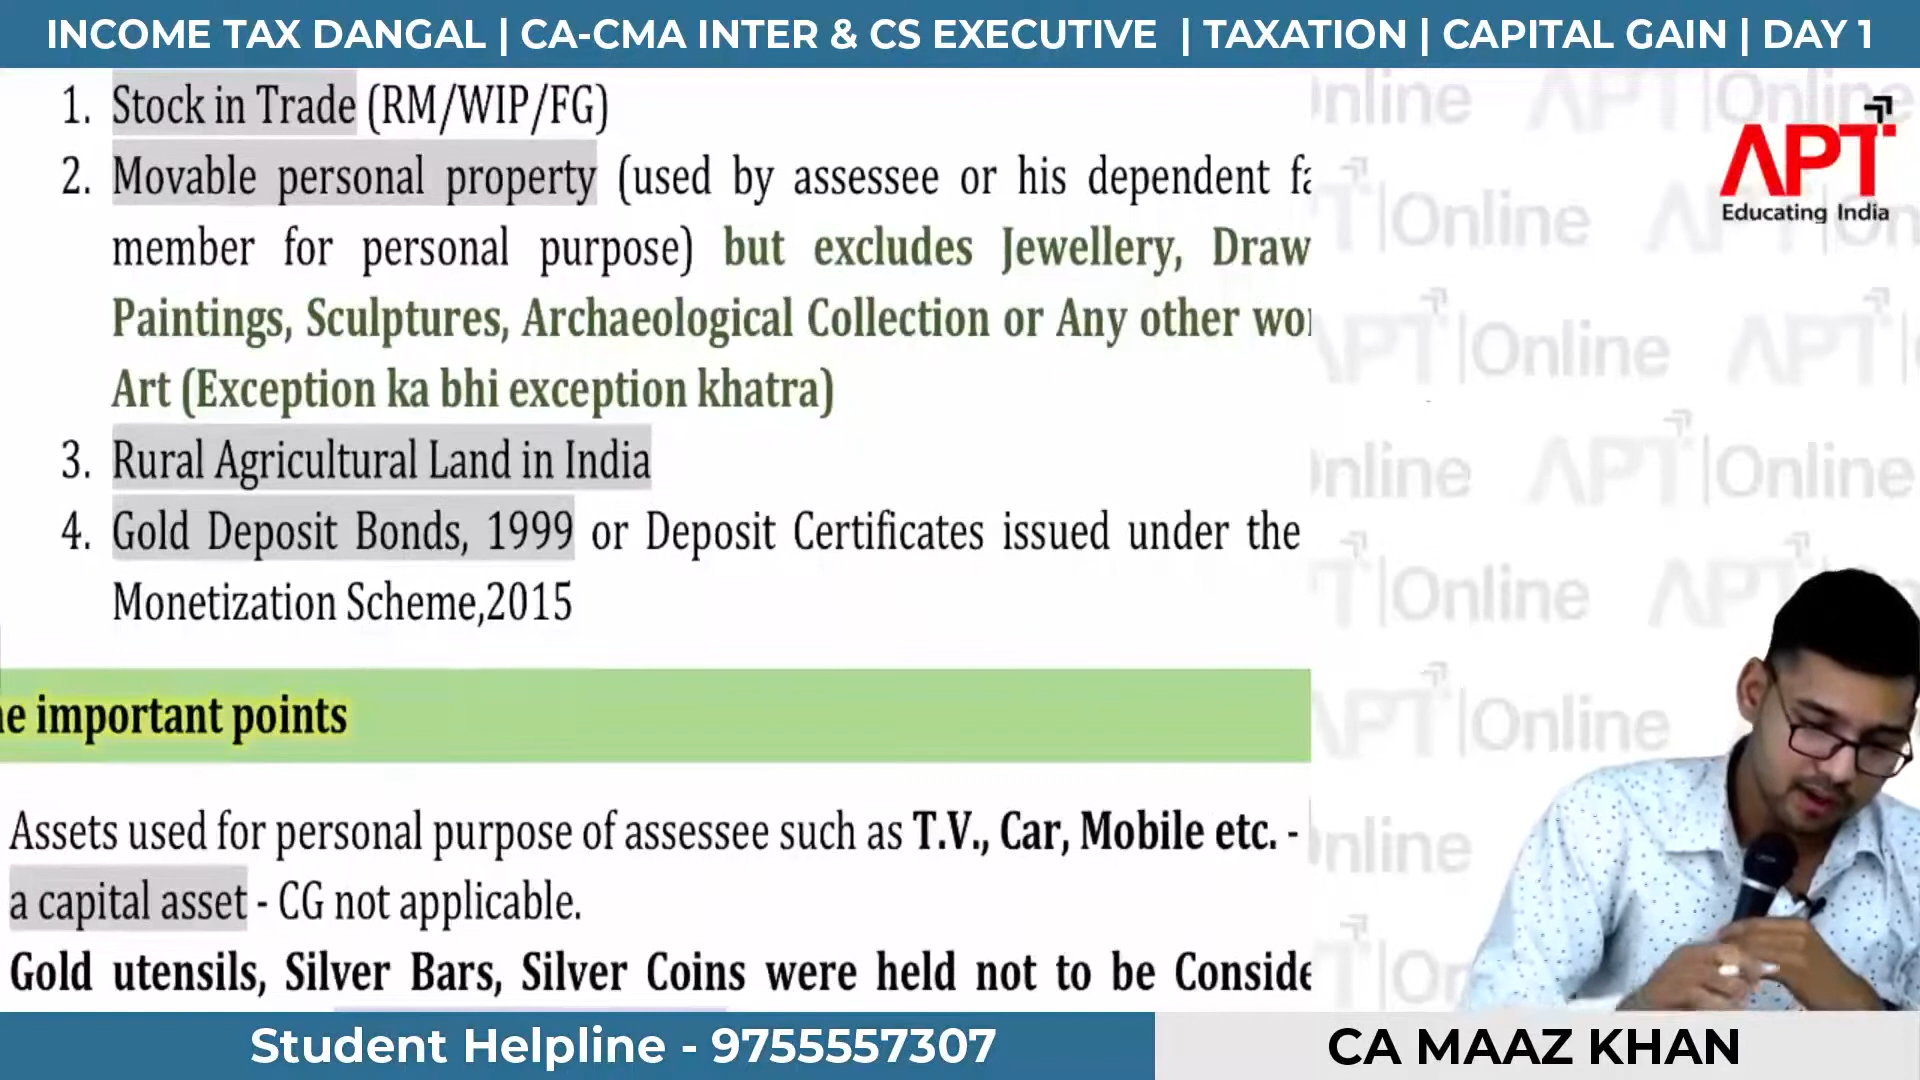 INCOME TAX DANGAL | CA-CMA INTER & CS EXECUTIVE | TAXATION | CAPITAL GAIN | DAY 1
1. Stock in Trade (RM/WIP/FG)
2. Movable personal property (used by assessee or his dependent
member for personal purpose) but excludes Jewellery, Draw
Paintings, Sculptures, Archaeological Collection or Any other
Art (Exception ka bhi exception khatra)
3. Rural Agricultural Land in India
4. Gold Deposit Bonds, 1999 or Deposit Certificates issued under the
Monetization Scheme,2015
important points
Assets used for personal purpose of assessee such as T.V., Car, Mobile etc. -
a capital asset - CG not applicable.
Gold utensils, Silver Bars, Silver Coins were held not to be Conside
APT
Educating India
APT|Online
Student Helpline - 9755557307
CA MAAZ KHAN